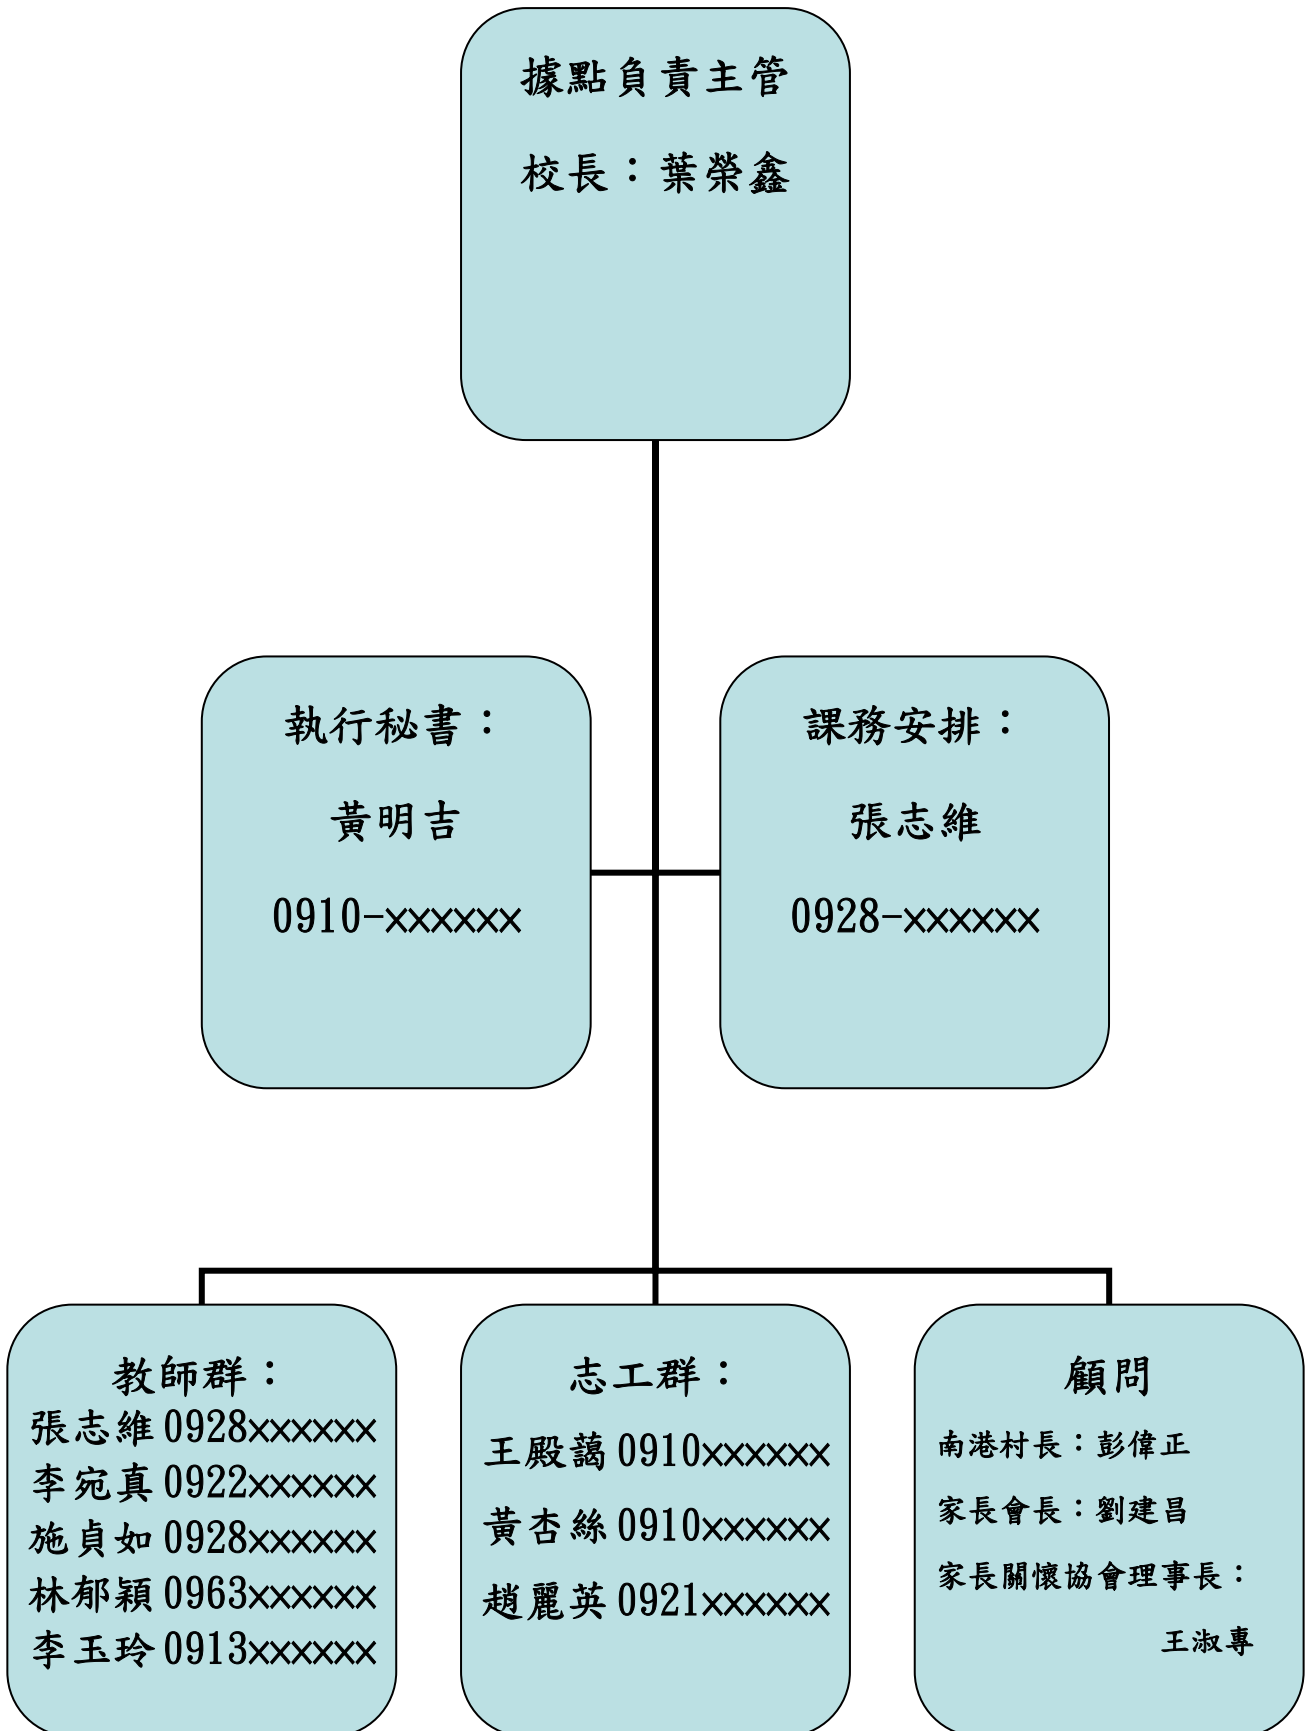 據點負責主管
校長：葉榮鑫
執行秘書：
黃明吉
0910-xxxxxx
課務安排：
張志維
0928-xxxxxx
教師群：
張志維 0928xxxxxx
李宛真 0922xxxxxx
施貞如 0928xxxxxx
林郁穎 0963xxxxxx
李玉玲 0913xxxxxx
志工群：
王殿藹 0910xxxxxx
黃杏絲 0910xxxxxx
趙麗英 0921xxxxxx
顧問
南港村長：彭偉正
家長會長：劉建昌
家長關懷協會理事長：
王淑專